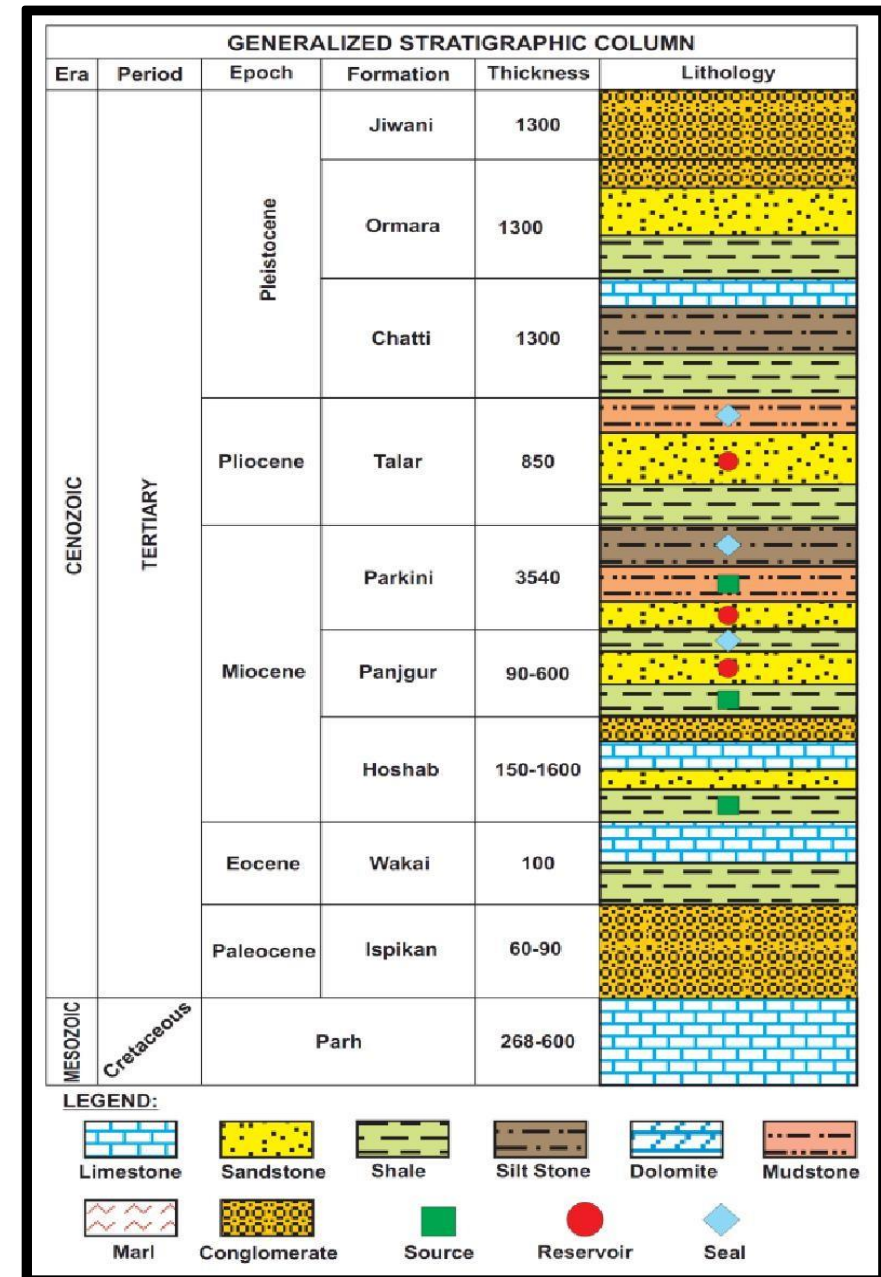 GENERALIZED STRATIGRAPHIC COLUMN
Era Period Epoch Formation Thickness Lithology
CENOZOIC
TERTIARY
Pleistocene
Jiwani 1300
Ormara 1300
Chatti 1300
Pliocene Talar 850
Miocene
Parkini 3540
Panjgur 90-600
Hoshab 150-1600
Eocene Wakai 100
Paleocene Ispikan 60-90
MESOZOIC Cretaceous Parh 268-600
LEGEND:
Limestone Sandstone Shale Silt Stone Dolomite Mudstone
Marl Conglomerate Source Reservoir Seal